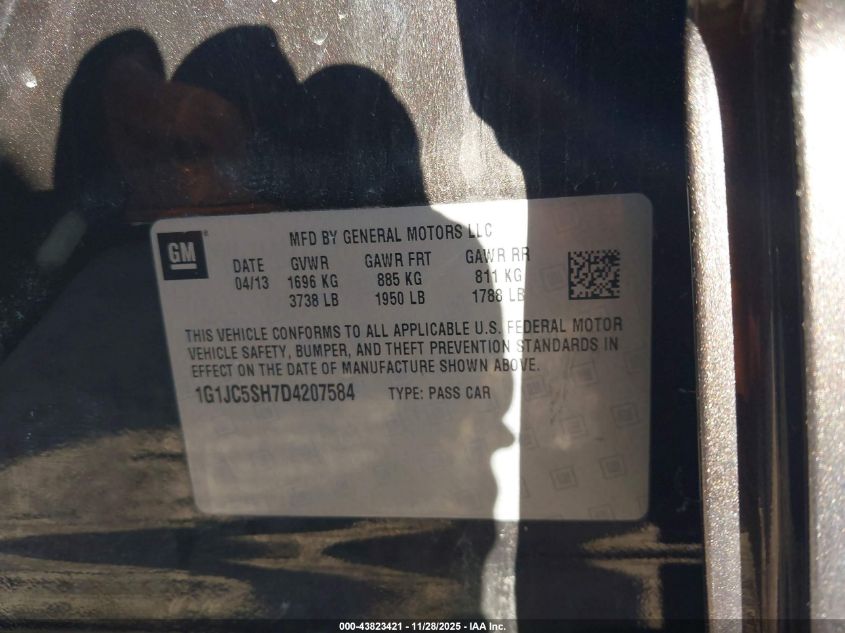 GM
MFD BY GENERAL MOTORS LLC
DATE GVWR GAWR FRT GAWR RR
04/13 1696 KG 885 KG 811 KG
3738 LB 1950 LB 1788 LB
THIS VEHICLE CONFORMS TO ALL APPLICABLE U.S. FEDERAL MOTOR
VEHICLE SAFETY, BUMPER, AND THEFT PREVENTION STANDARDS IN
EFFECT ON THE DATE OF MANUFACTURE SHOWN ABOVE.
1G1JC5SH7D4207584 TYPE: PASS CAR
000-43823421 - 11/28/2025 - IAA Inc.